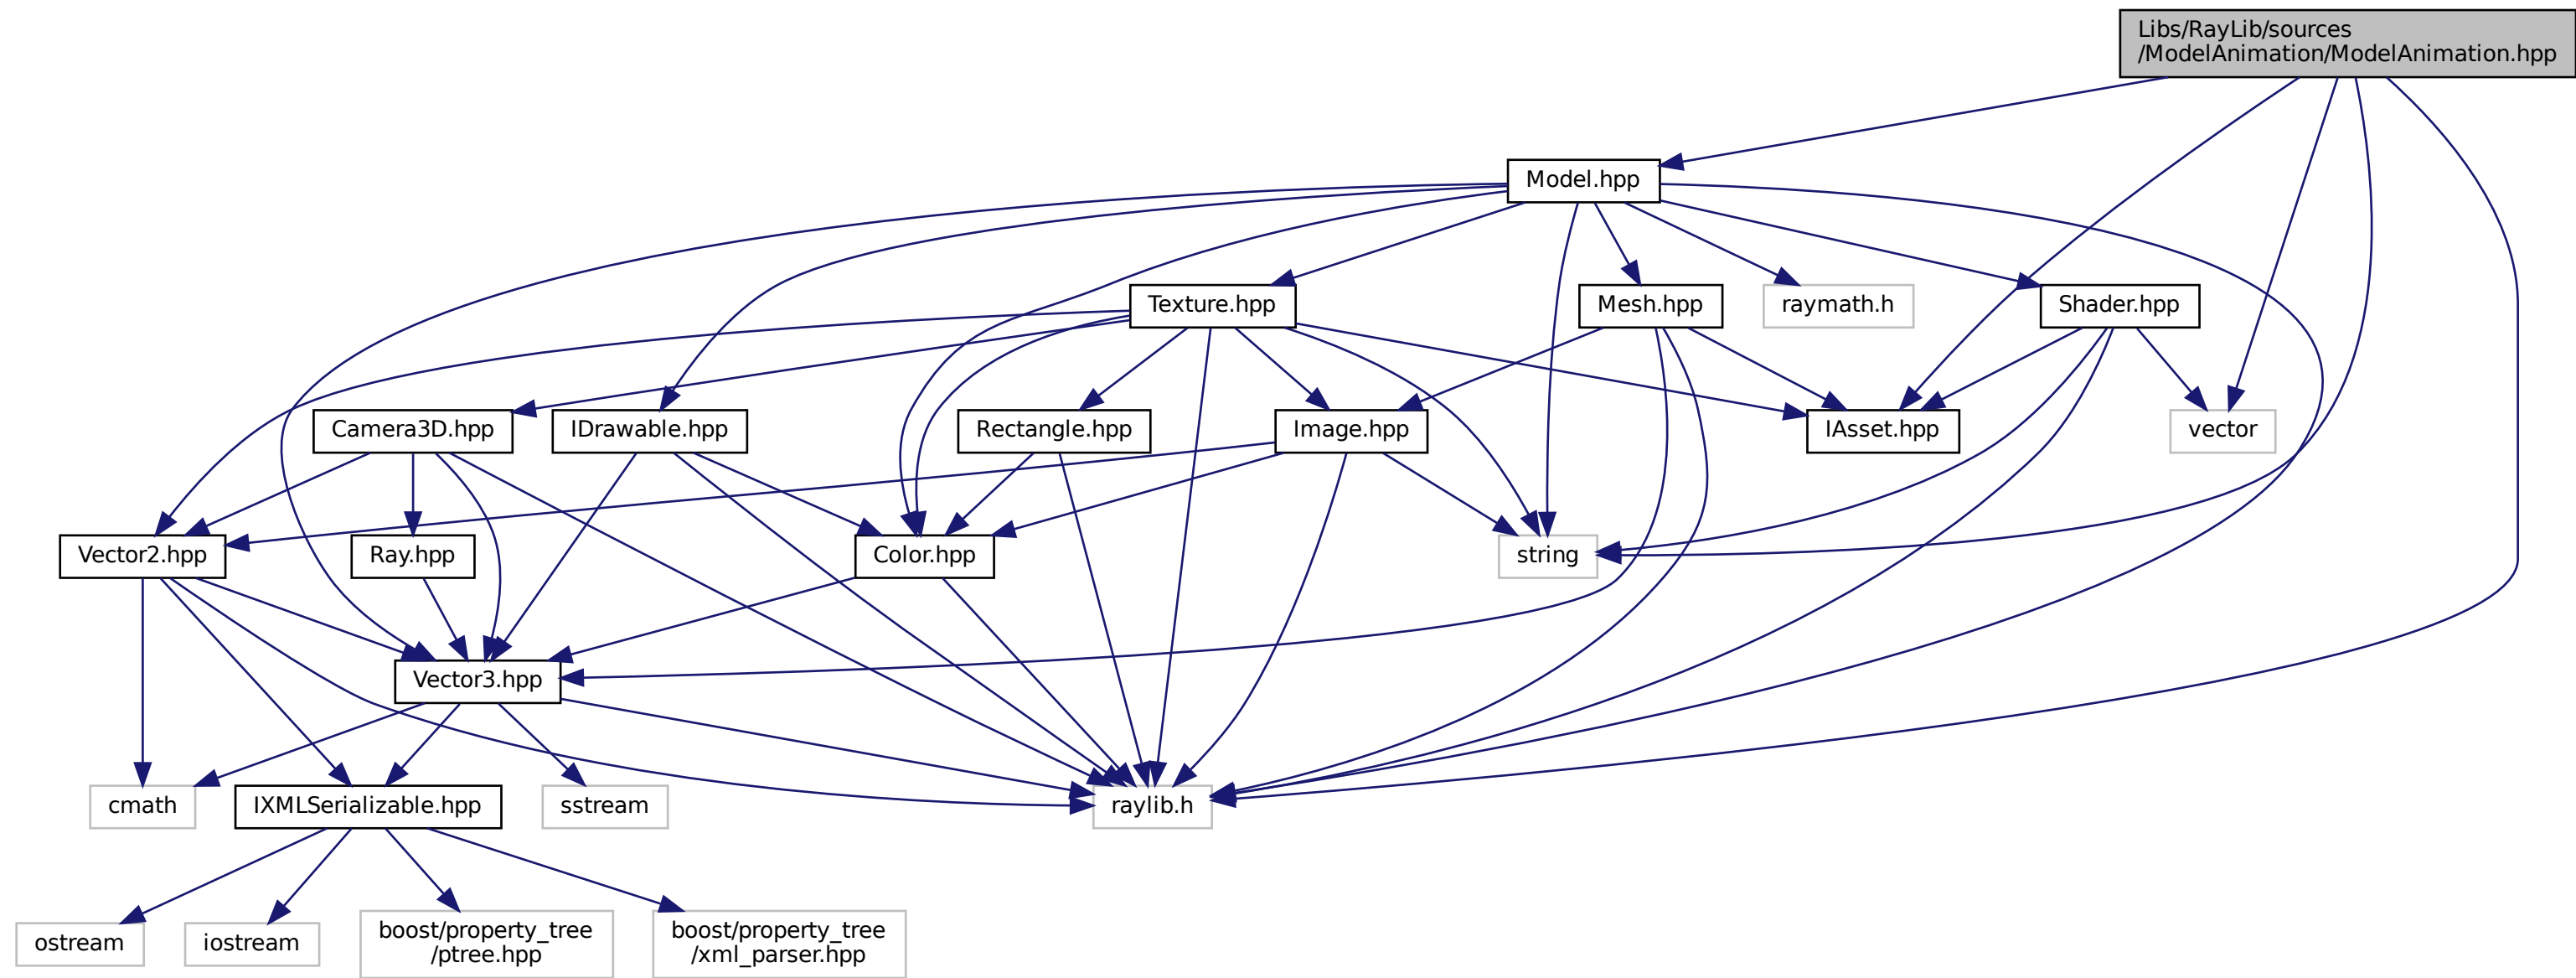 Libs/RayLib/sources
/ModelAnimation/ModelAnimation.hpp
Model.hpp
Texture.hpp
Mesh.hpp
raymath.h
Shader.hpp
Camera3D.hpp
IDrawable.hpp
Rectangle.hpp
Image.hpp
IAsset.hpp
vector
Vector2.hpp
Ray.hpp
Color.hpp
string
Vector3.hpp
cmath
IXMLSerializable.hpp
sstream
raylib.h
ostream
iostream
boost/property_tree
/ptree.hpp
boost/property_tree
/xml_parser.hpp